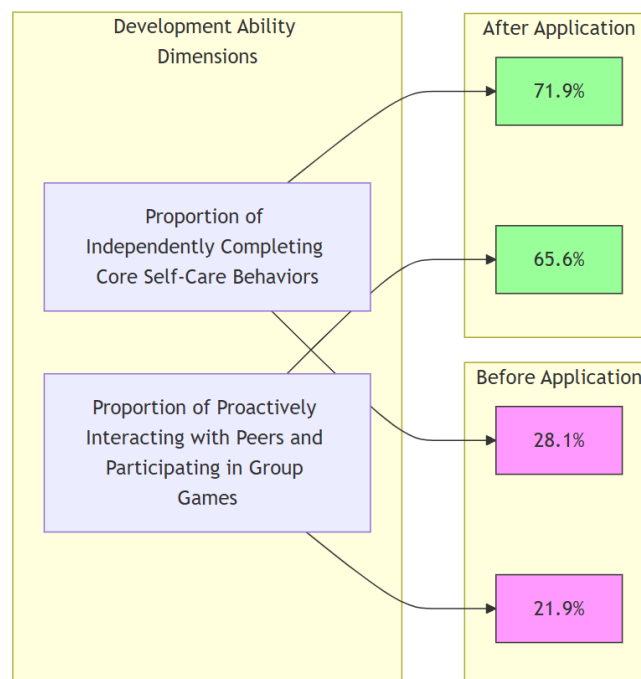 Development Ability
Dimensions
Proportion of
Independently Completing
Core Self-Care Behaviors
Proportion of Proactively
Interacting with Peers and
Participating in Group
Games
After Application
71.9%
65.6%
Before Application
28.1%
21.9%